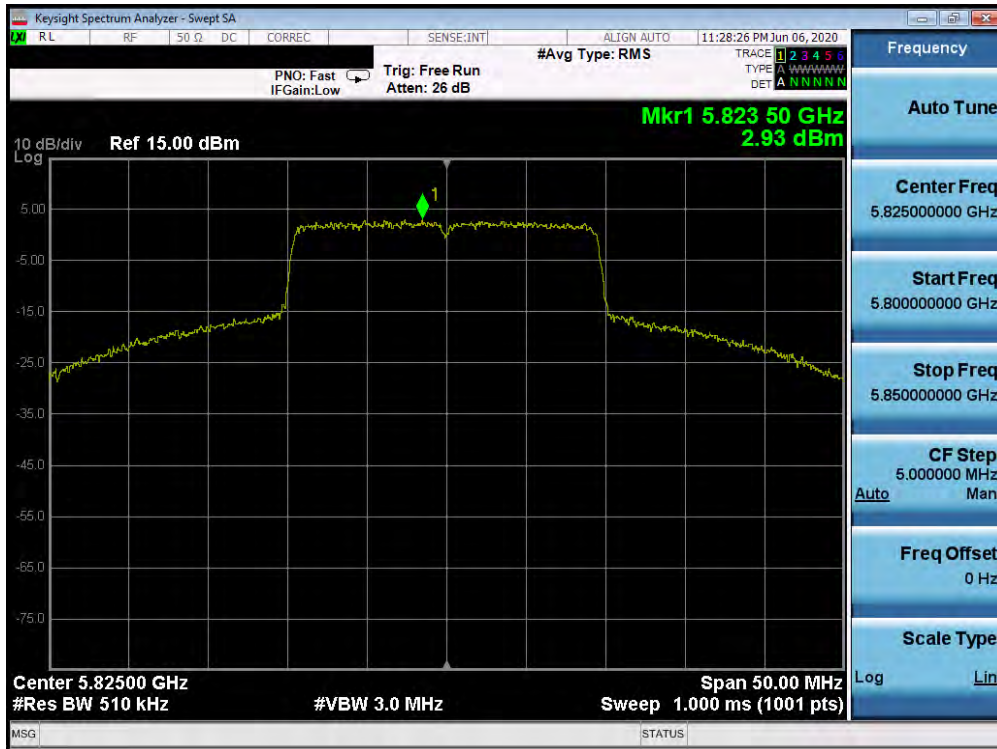 Keysight Spectrum Analyzer - Swept SA
LXI RL RF 50 Ω DC CORREC SENSE:INT ALIGN AUTO 11:28:26 PM Jun 06, 2020
#Avg Type: RMS
TRACE 1 2 3 4 5 6
TYPE A WWWWW
DET A N N N N N
PNO: Fast Trig: Free Run
IFGain:Low Atten: 26 dB
Mkr1 5.823 50 GHz
2.93 dBm
10 dB/div Ref 15.00 dBm
Log
1
5.00
-5.00
-15.0
-25.0
-35.0
-45.0
-55.0
-65.0
-75.0
Center 5.82500 GHz Span 50.00 MHz
#Res BW 510 kHz #VBW 3.0 MHz Sweep 1.000 ms (1001 pts)
MSG STATUS
Frequency
Auto Tune
Center Freq
5.825000000 GHz
Start Freq
5.800000000 GHz
Stop Freq
5.850000000 GHz
CF Step
5.000000 MHz
Auto Man
Freq Offset
0 Hz
Scale Type
Log Lin